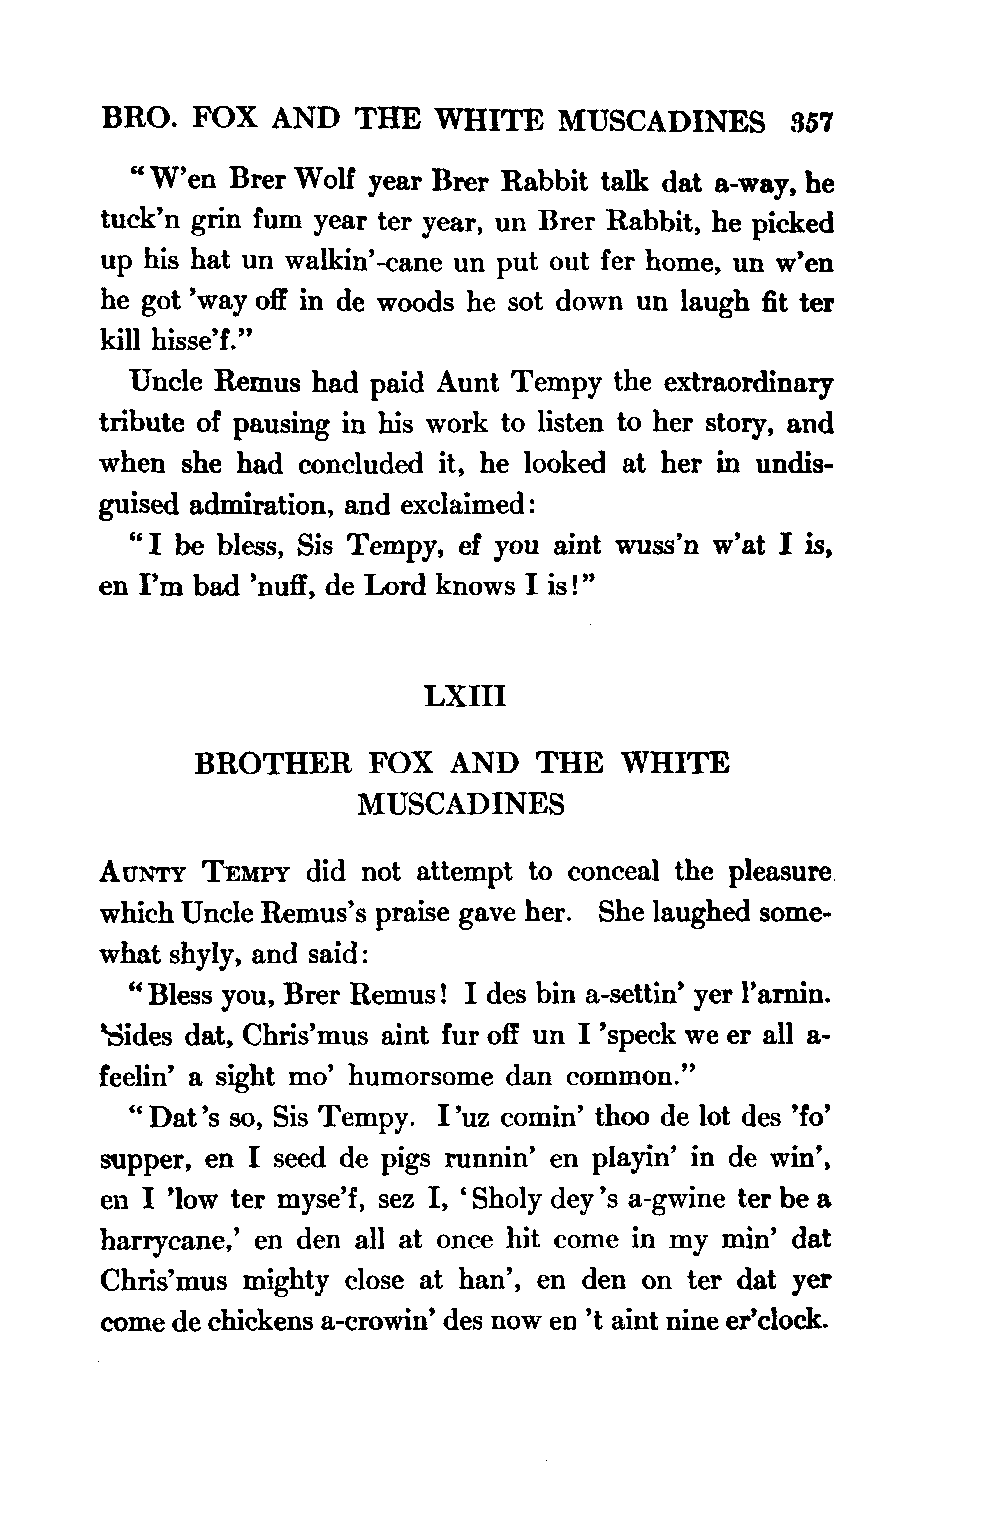 BRO. FOX AND THE WHITE MUSCADINES 357
“W’en Brer Wolf year Brer Rabbit talk dat a-way, he
tuck’n grin fum year ter year, un Brer Rabbit, he picked
up his hat un walkin’-cane un put out fer home, un w’en
he got ’way off in de woods he sot down un laugh fit ter
kill hisse’f.”
Uncle Remus had paid Aunt Tempy the extraordinary
tribute of pausing in his work to listen to her story, and
when she had concluded it, he looked at her in undis-
guised admiration, and exclaimed:
“I be bless, Sis Tempy, ef you aint wuss’n w’at I is,
en I’m bad ’nuff, de Lord knows I is!”
LXIII
BROTHER FOX AND THE WHITE
MUSCADINES
AUNTY TEMPY did not attempt to conceal the pleasure
which Uncle Remus’s praise gave her. She laughed some-
what shyly, and said:
“Bless you, Brer Remus! I des bin a-settin’ yer l’arnin.
’Sides dat, Chris’mus aint fur off un I ’speck we er all a-
feelin’ a sight mo’ humorsome dan common.”
“Dat’s so, Sis Tempy. I ’uz comin’ thoo de lot des ’fo’
supper, en I seed de pigs runnin’ en playin’ in de win’,
en I ’low ter myse’f, sez I, ‘Sholy dey’s a-gwine ter be a
harrycane,’ en den all at once hit come in my min’ dat
Chris’mus mighty close at han’, en den on ter dat yer
come de chickens a-crowin’ des now en ’t aint nine er’clock.